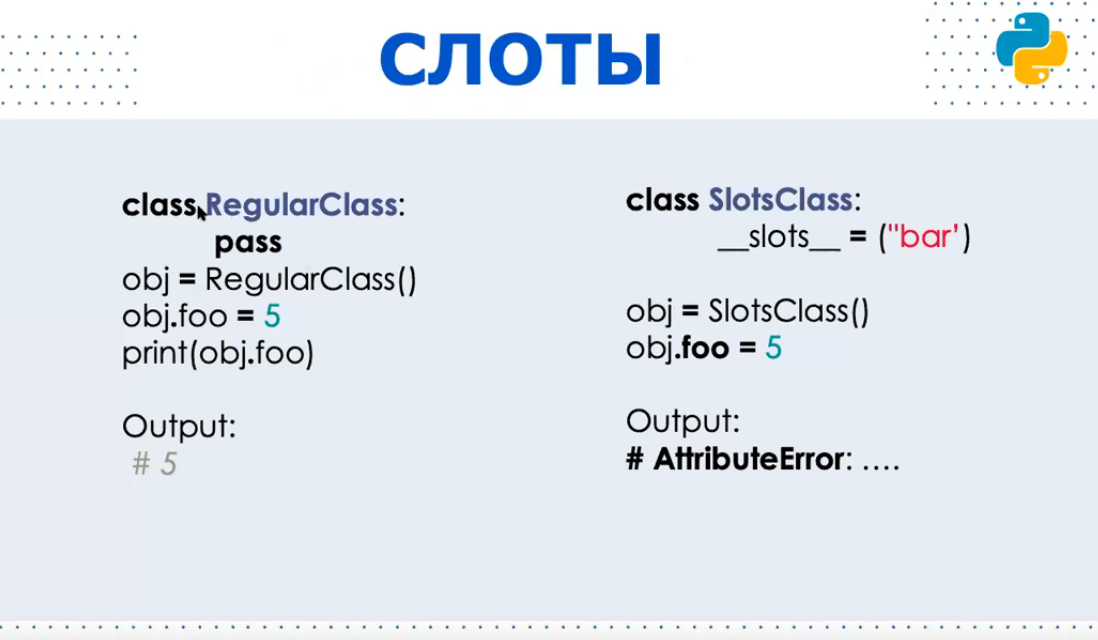 СЛОТЫ
class RegularClass:
pass
obj = RegularClass()
obj.foo = 5
print(obj.foo)
Output:
# 5
class SlotsClass:
__slots__ = ("bar’)
obj = SlotsClass()
obj.foo = 5
Output:
# AttributeError: ....